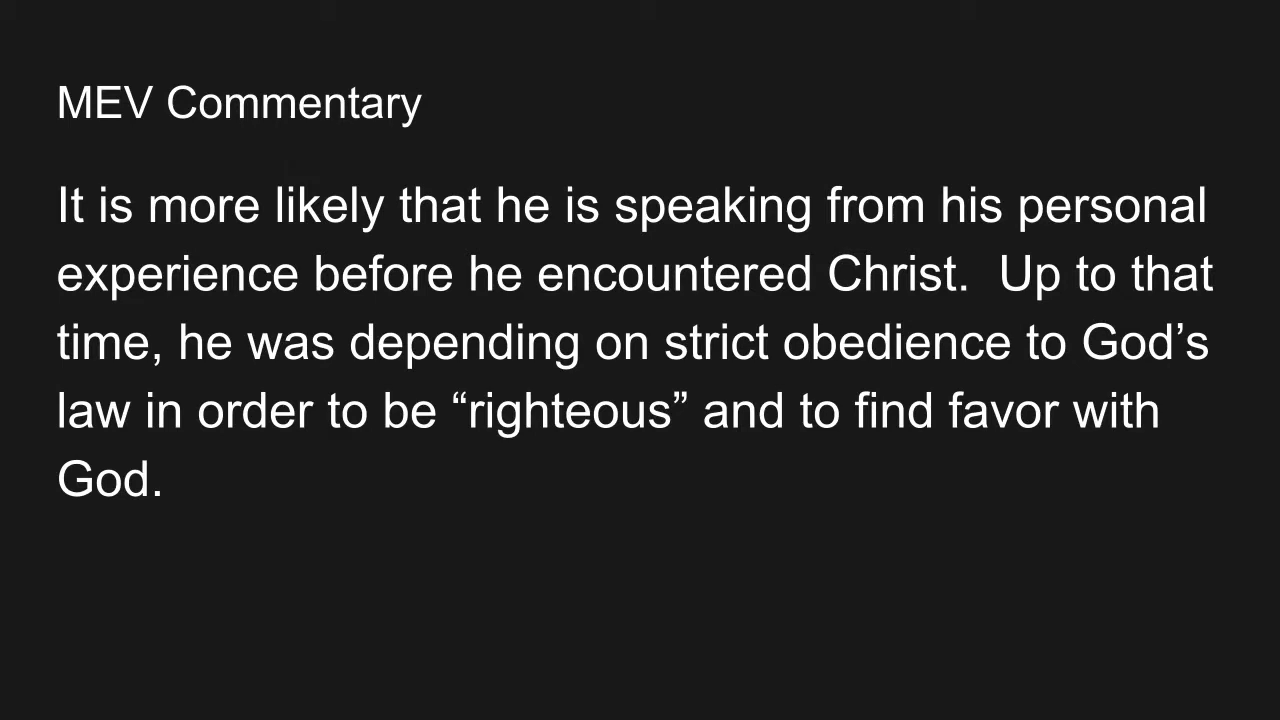 MEV Commentary
It is more likely that he is speaking from his personal
experience before he encountered Christ.  Up to that
time, he was depending on strict obedience to God’s
law in order to be “righteous” and to find favor with
God.